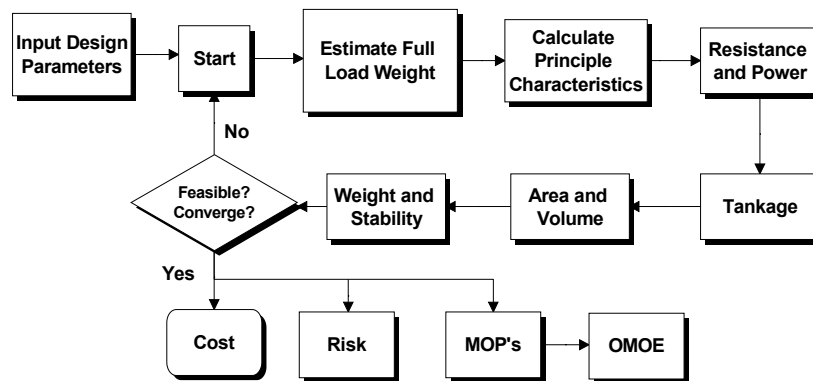 Input Design
Parameters
Start
Estimate Full
Load Weight
Calculate
Principle
Characteristics
Resistance
and Power
No
Feasible?
Converge?
Weight and
Stability
Area and
Volume
Tankage
Yes
Cost
Risk
MOP's
OMOE